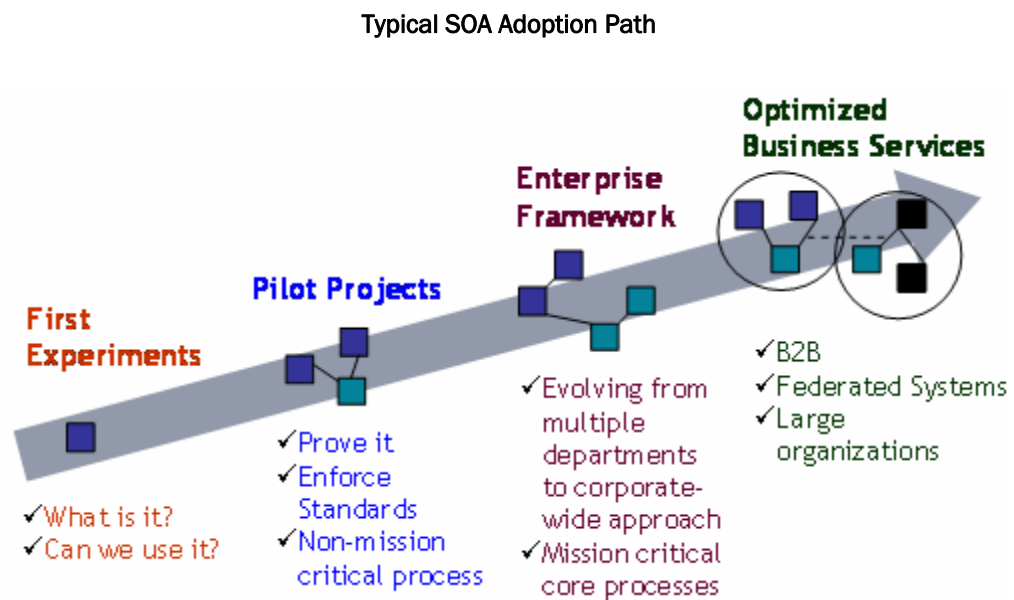 Typical SOA Adoption Path
First
Experiments
What is it?
Can we use it?
Pilot Projects
Prove it
Enforce
Standards
Non-mission
critical process
Enterprise
Framework
Evolving from
multiple
departments
to corporate-
wide approach
Mission critical
core processes
Optimized
Business Services
B2B
Federated Systems
Large
organizations